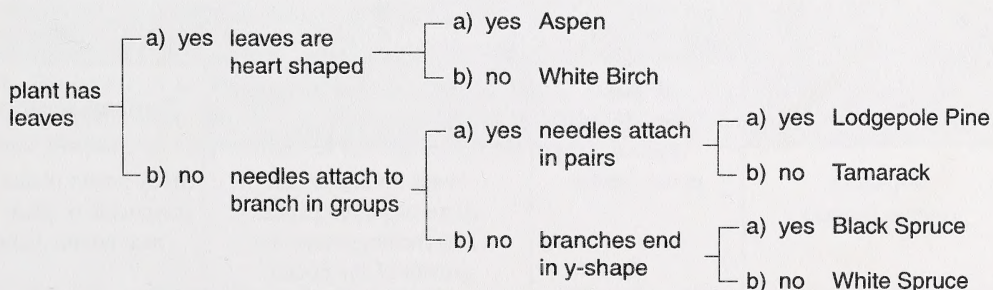 a) yes Aspen
a) yes leaves are
heart shaped
b) no White Birch
plant has
leaves
a) yes Lodgepole Pine
a) yes needles attach
in pairs
b) no Tamarack
b) no needles attach to
branch in groups
a) yes Black Spruce
b) no branches end
in y-shape
b) no White Spruce